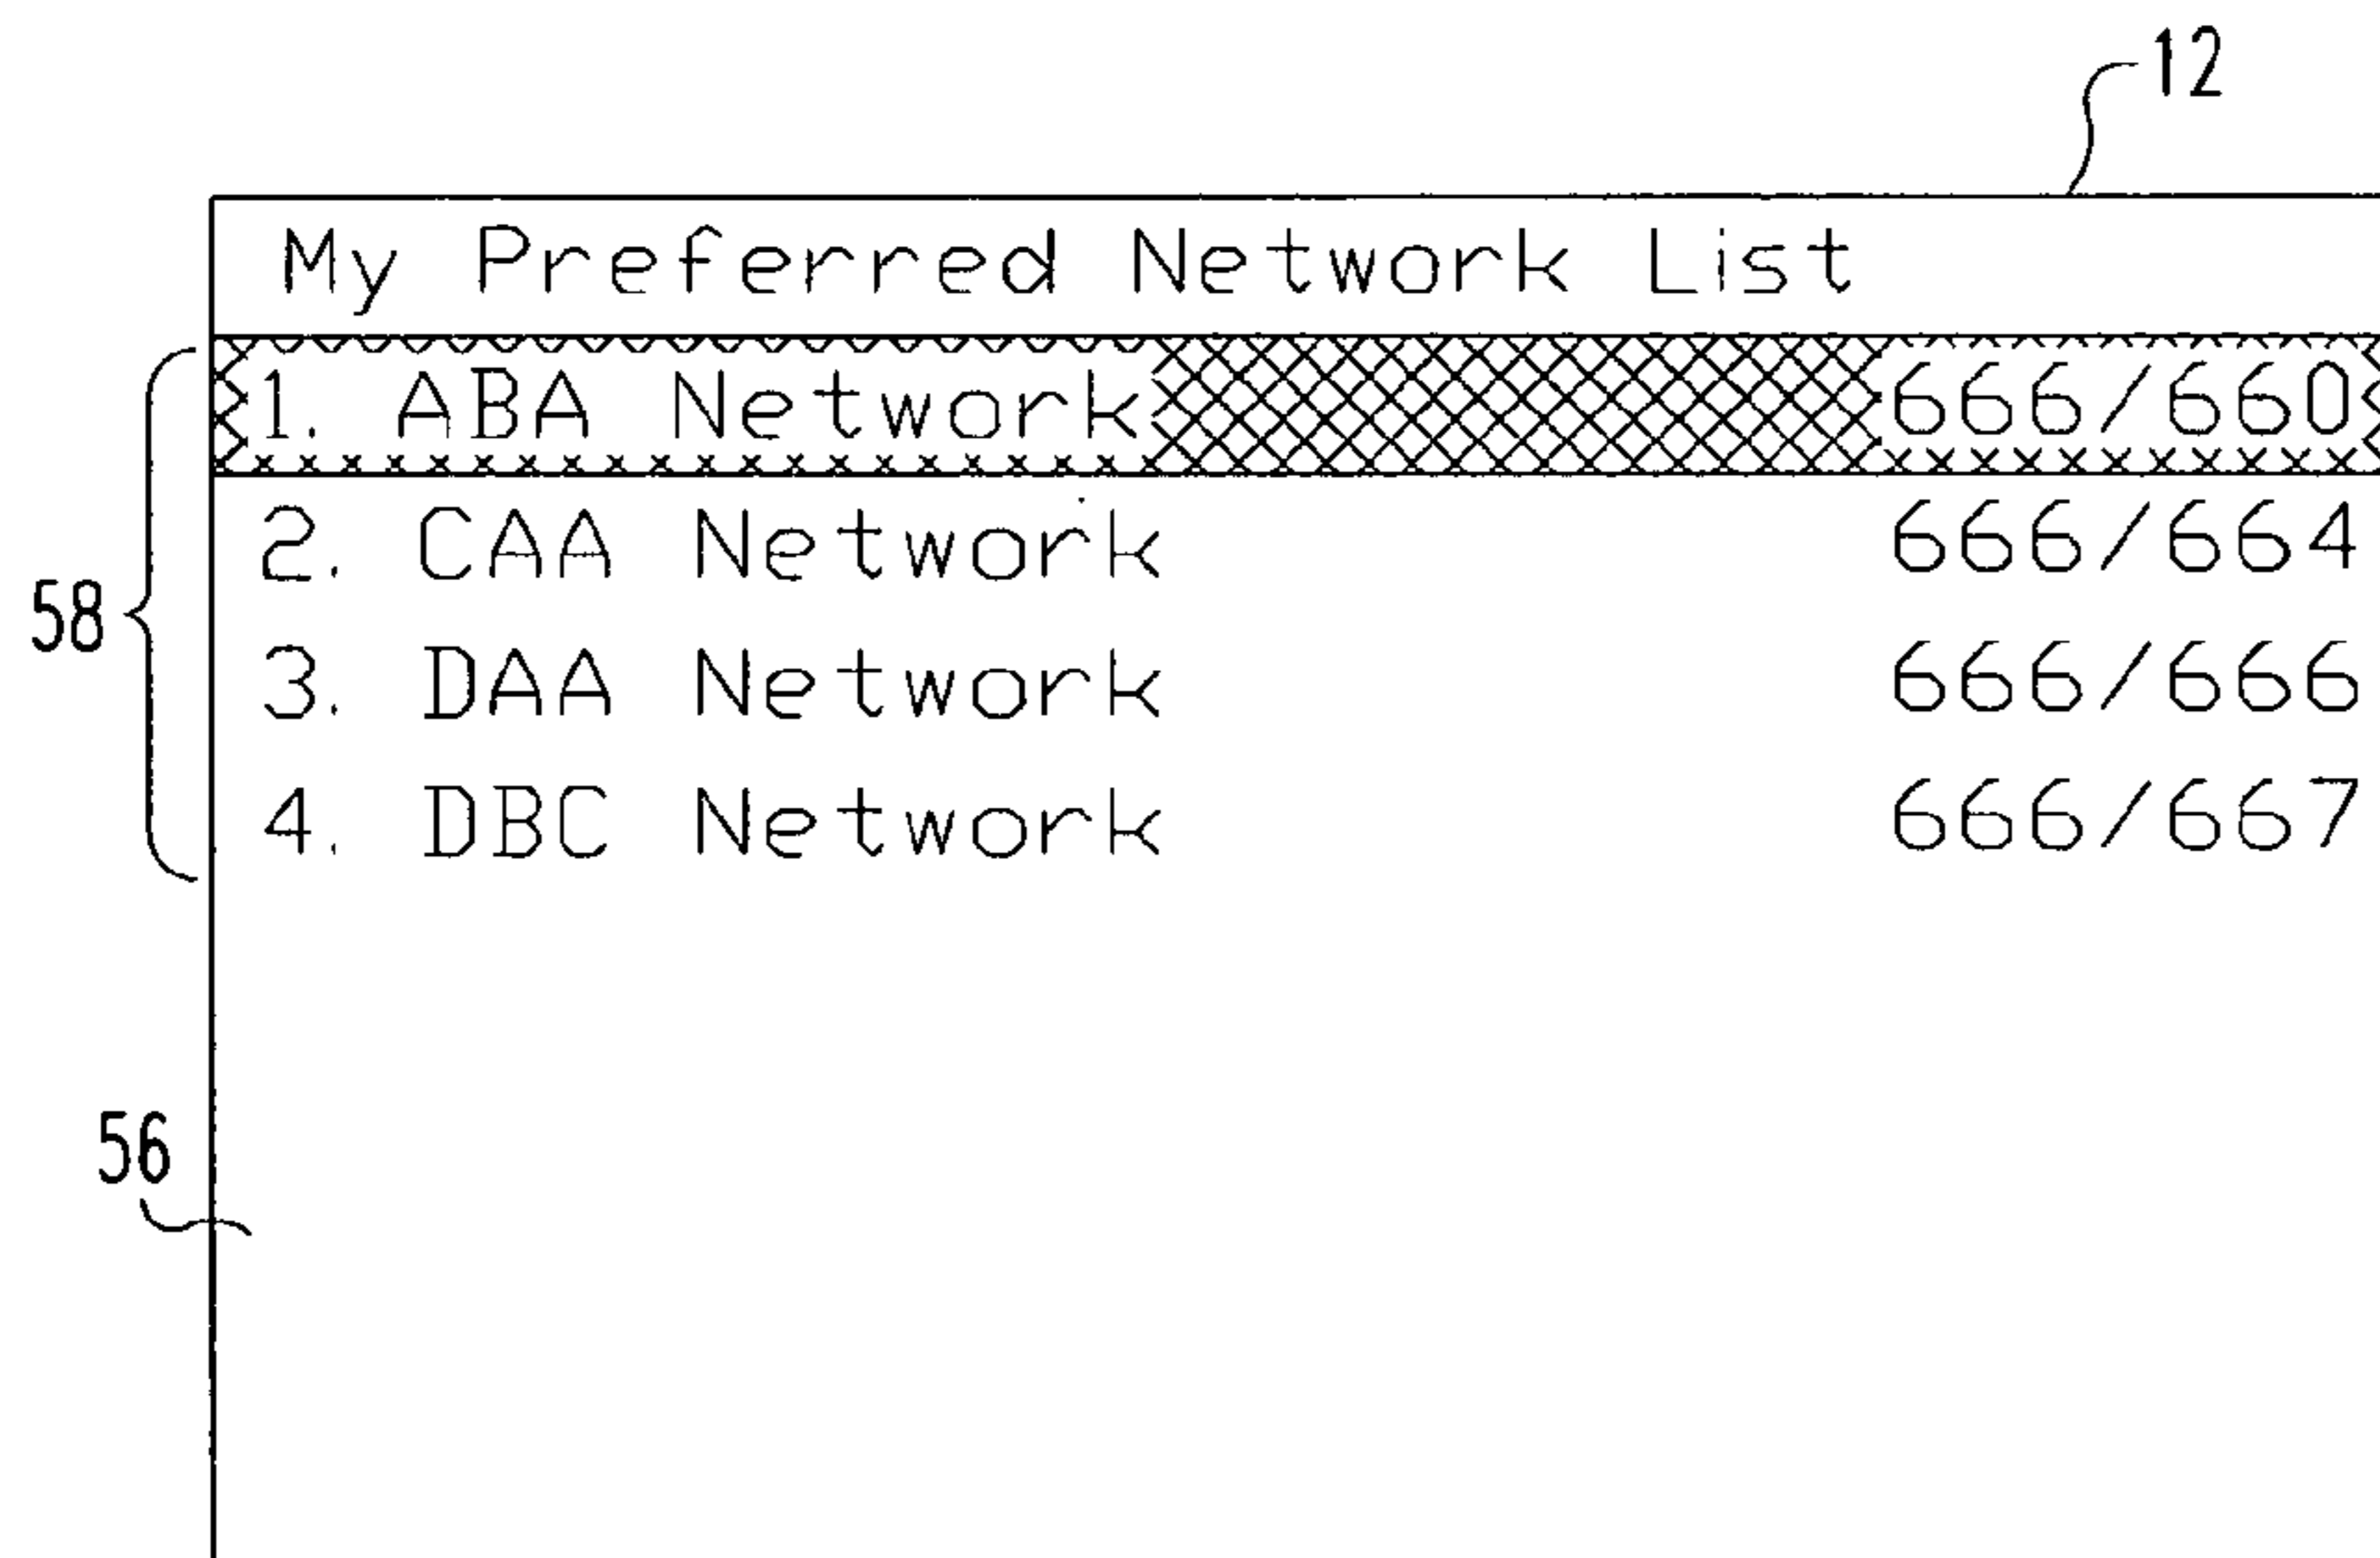 12
My Preferred Network List
1. ABA Network 666/660
2. CAA Network 666/664
3. DAA Network 666/666
4. DBC Network 666/667
58
56